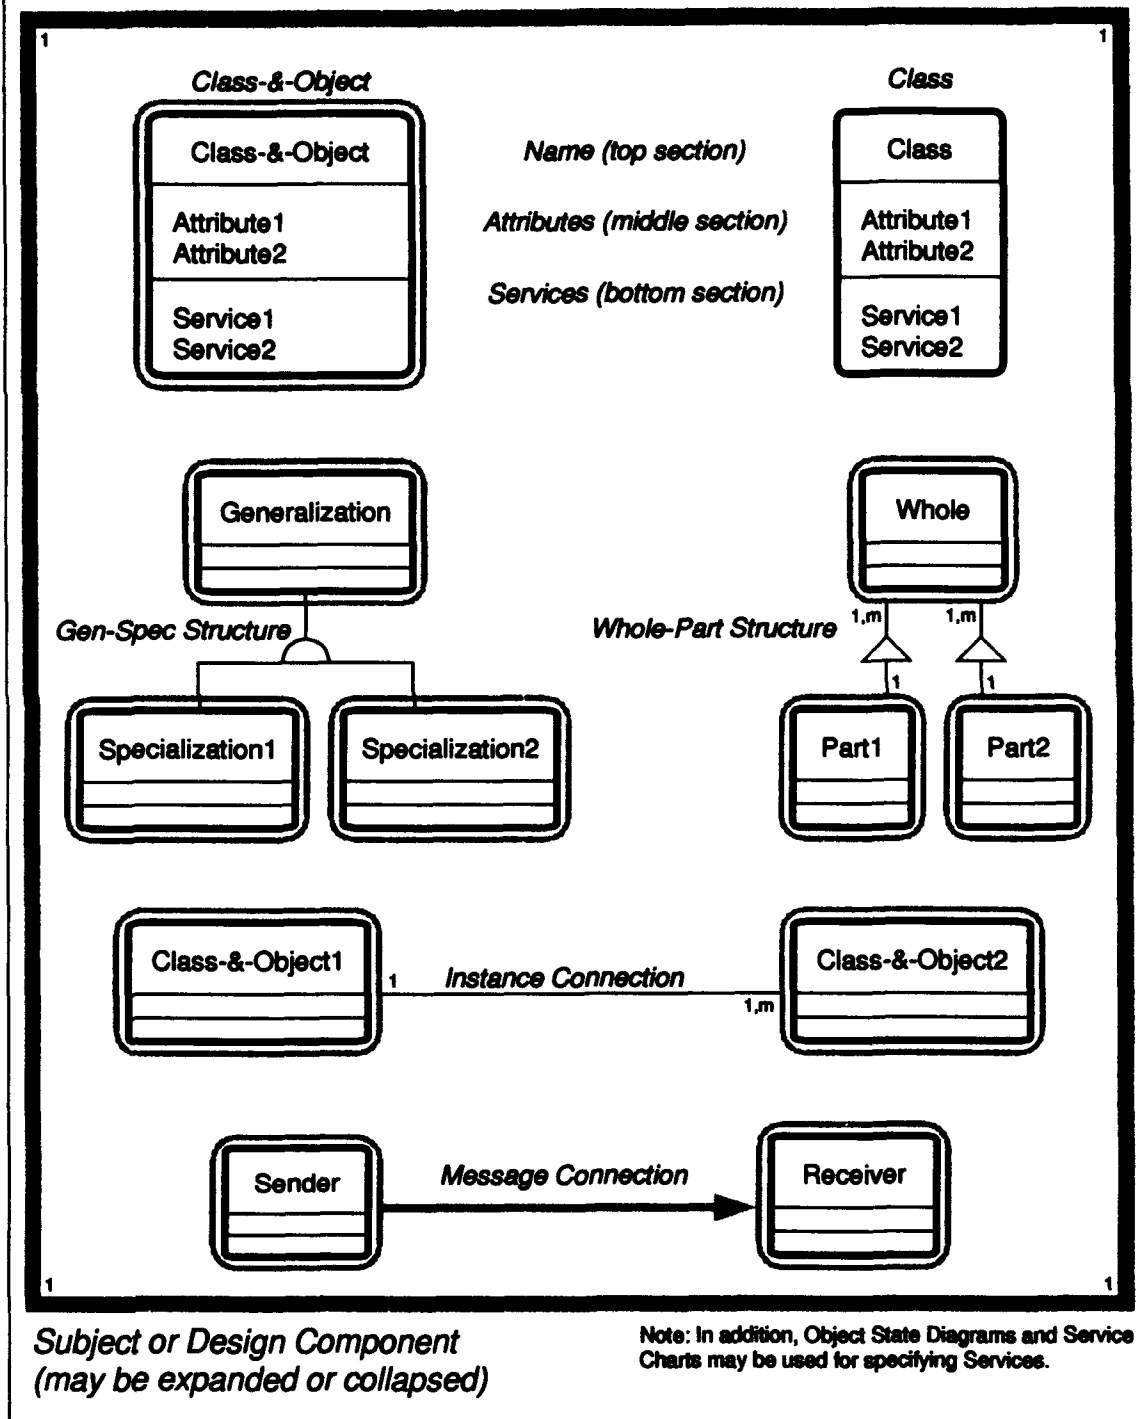 1
1
Class-&-Object
Class
Class-&-Object
Attribute1
Attribute2
Service1
Service2
Name (top section)
Attributes (middle section)
Services (bottom section)
Class
Attribute1
Attribute2
Service1
Service2
Generalization
Gen-Spec Structure
Specialization1
Specialization2
Whole
Whole-Part Structure
1,m
1,m
1
1
Part1
Part2
Class-&-Object1
1
Instance Connection
1,m
Class-&-Object2
Sender
Message Connection
Receiver
1
1
Subject or Design Component
(may be expanded or collapsed)
Note: In addition, Object State Diagrams and Service
Charts may be used for specifying Services.